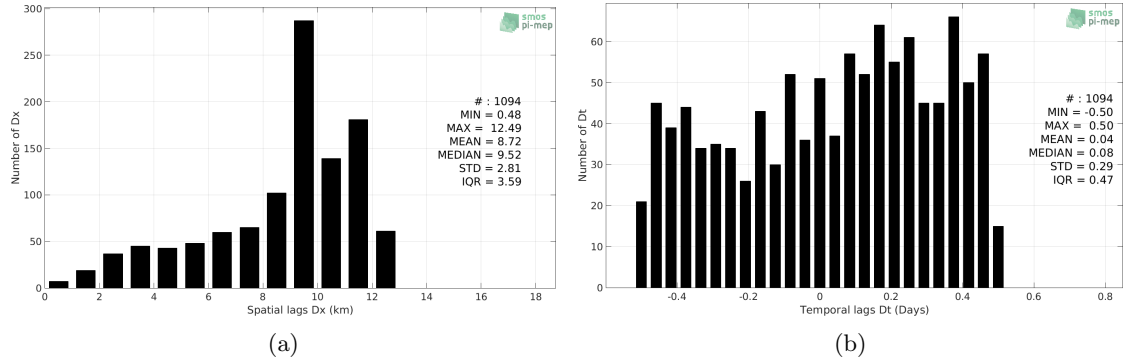 300
250
200
150
100
50
0
Number of Dx
smos
pi-mep
# : 1094
MIN = 0.48
MAX = 12.49
MEAN = 8.72
MEDIAN = 9.52
STD = 2.81
IQR = 3.59
0 2 4 6 8 10 12 14 16 18
Spatial lags Dx (km)
(a)
60
50
40
30
20
10
0
Number of Dt
smos
pi-mep
# : 1094
MIN = -0.50
MAX = 0.50
MEAN = 0.04
MEDIAN = 0.08
STD = 0.29
IQR = 0.47
-0.4 -0.2 0 0.2 0.4 0.6 0.8
Temporal lags Dt (Days)
(b)